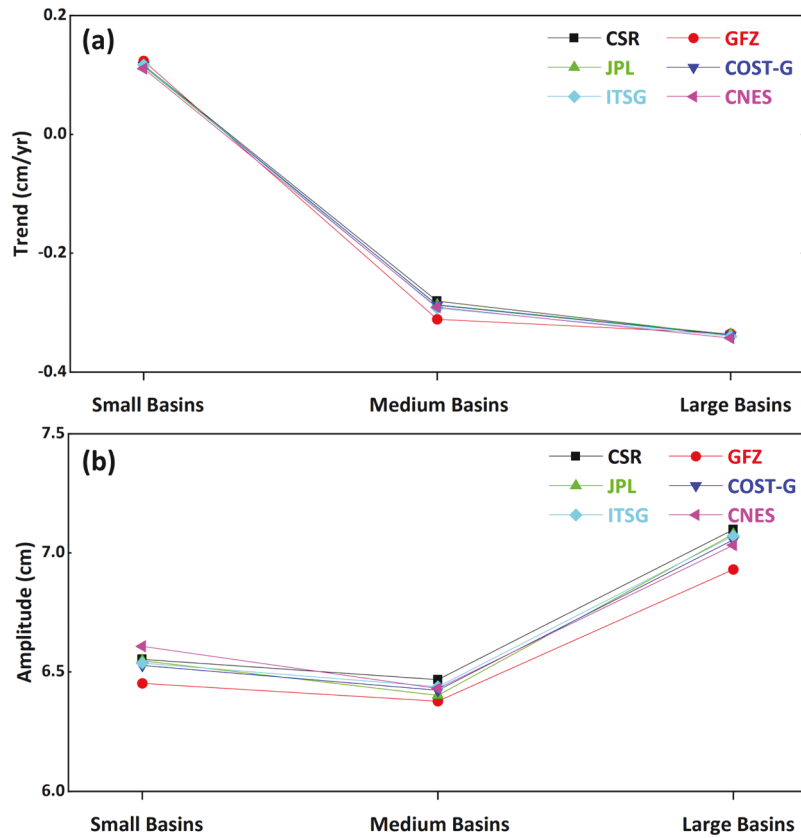 (a)
CSR GFZ
JPL COST-G
ITSG CNES
0.2
0.0
-0.2
-0.4
Trend (cm/yr)
Small Basins Medium Basins Large Basins
(b)
CSR GFZ
JPL COST-G
ITSG CNES
7.5
7.0
6.5
6.0
Amplitude (cm)
Small Basins Medium Basins Large Basins